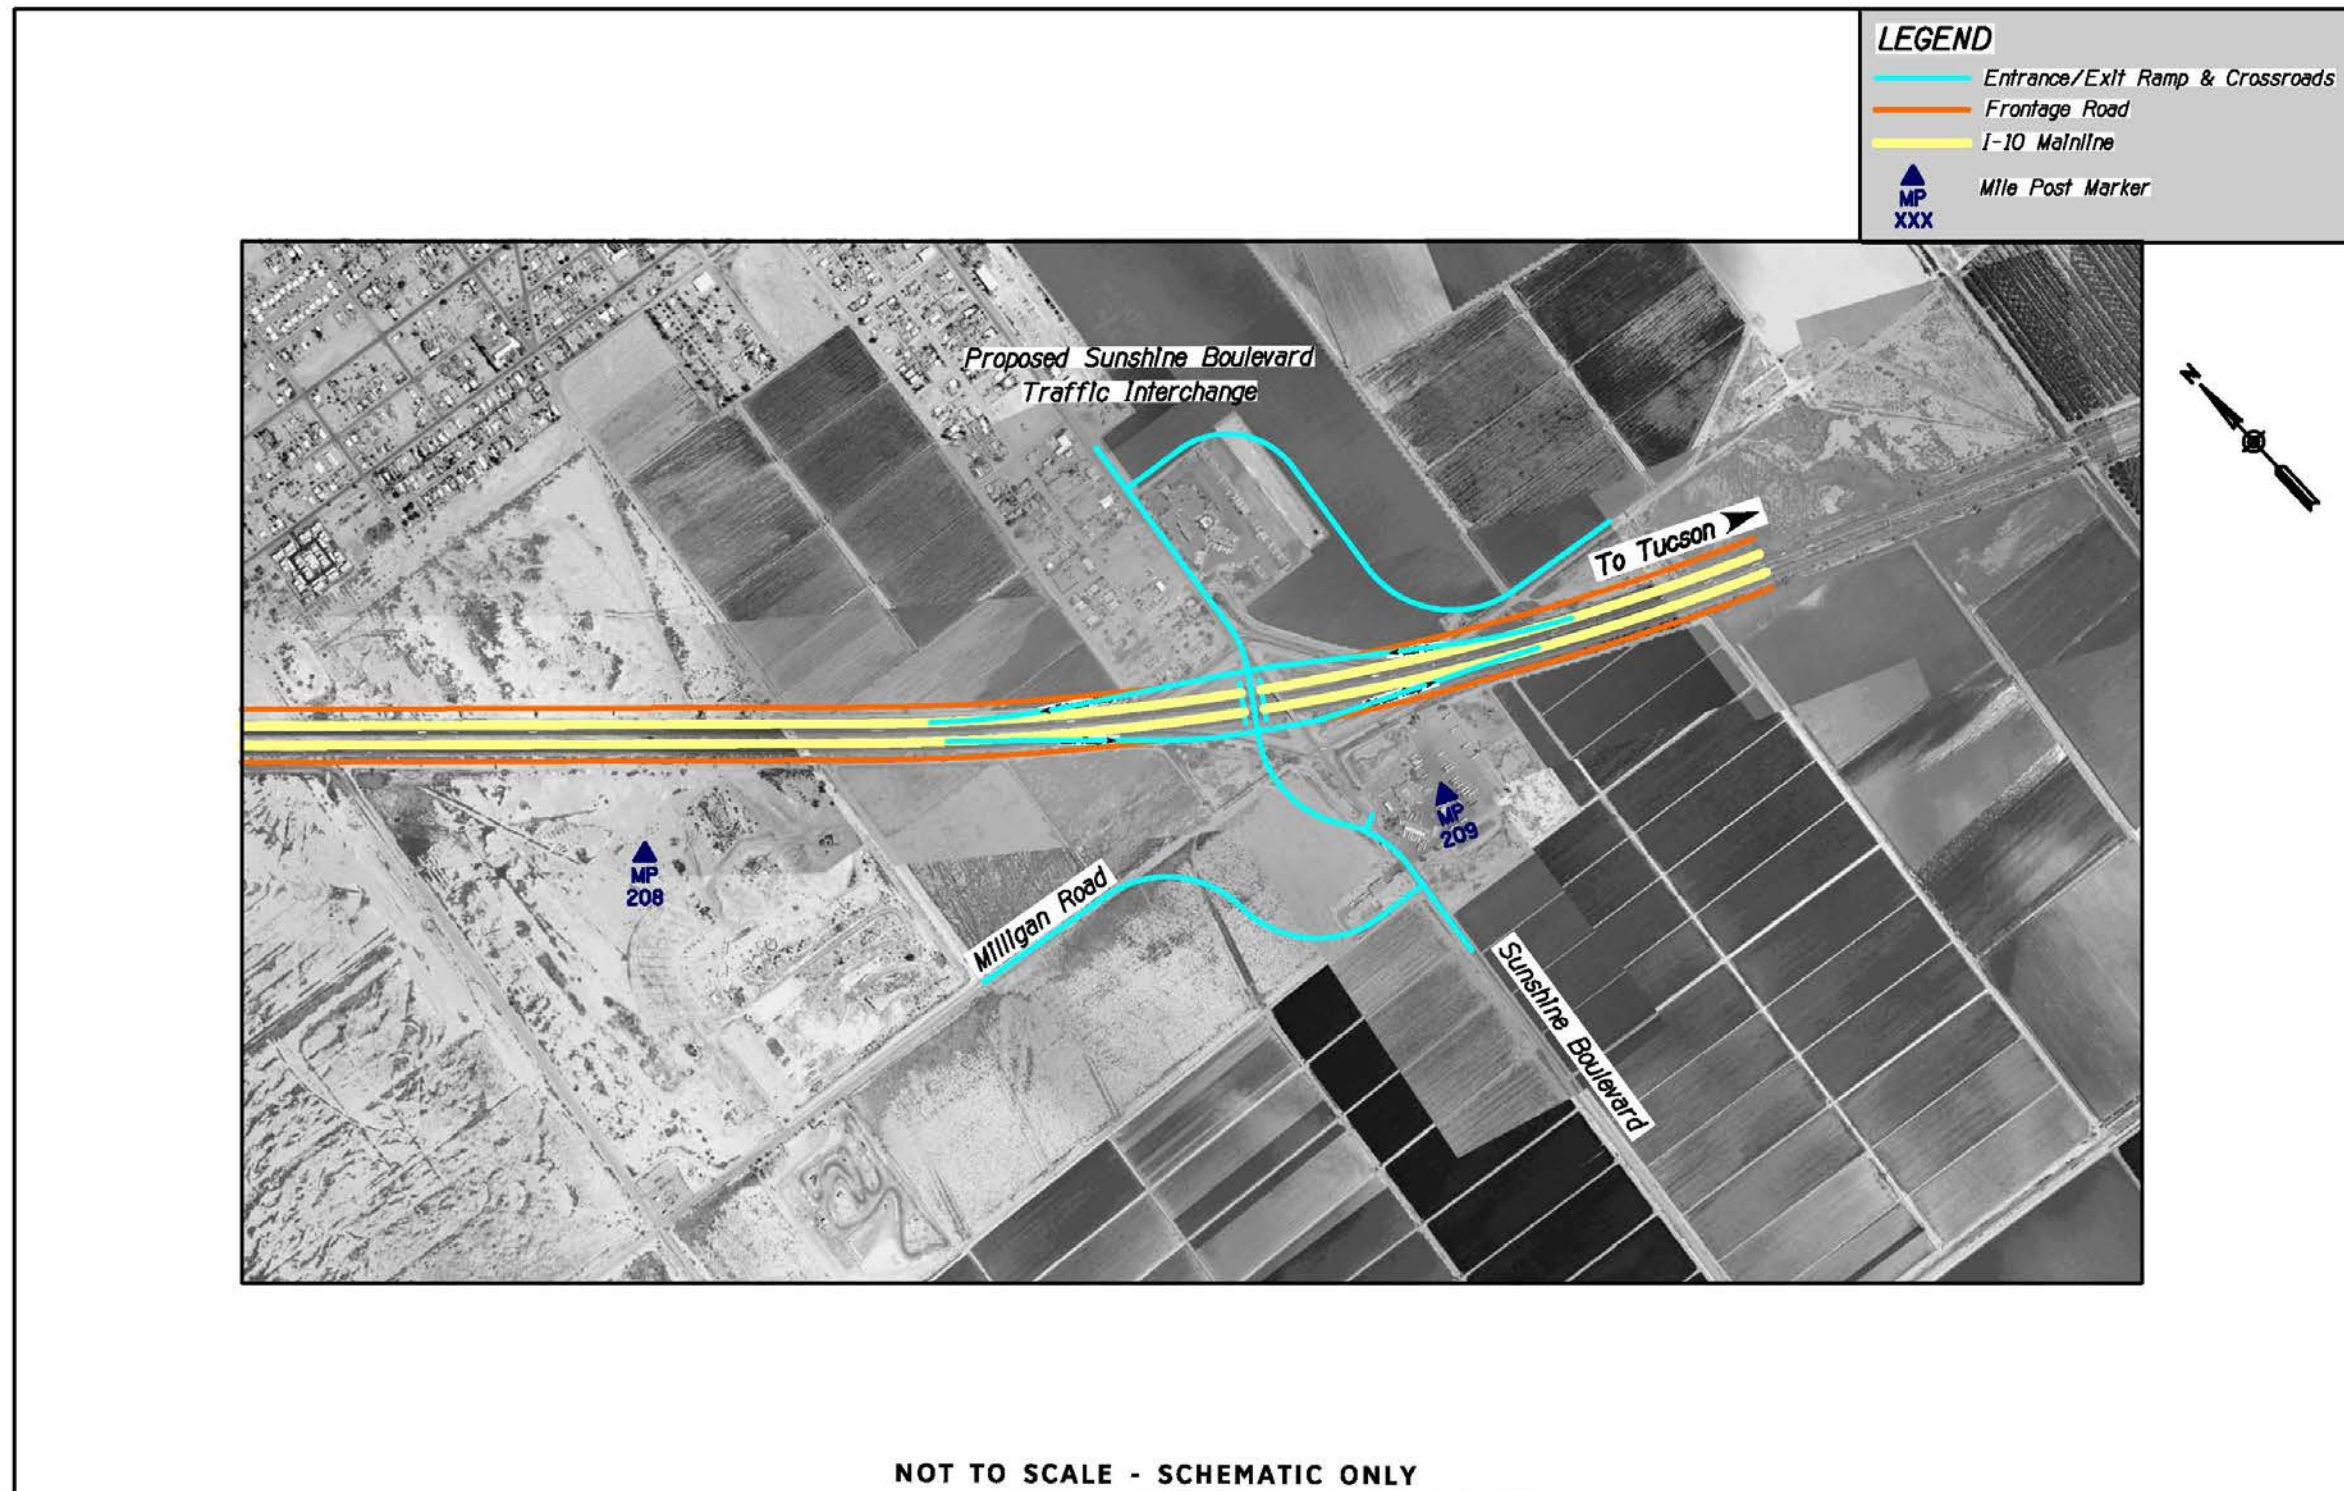 LEGEND
Entrance/Exit Ramp & Crossroads
Frontage Road
I-10 Mainline
MP
XXX
Mile Post Marker
Proposed Sunshine Boulevard
Traffic Interchange
N
To Tucson
MP
209
MP
208
Milligan Road
Sunshine Boulevard
NOT TO SCALE - SCHEMATIC ONLY